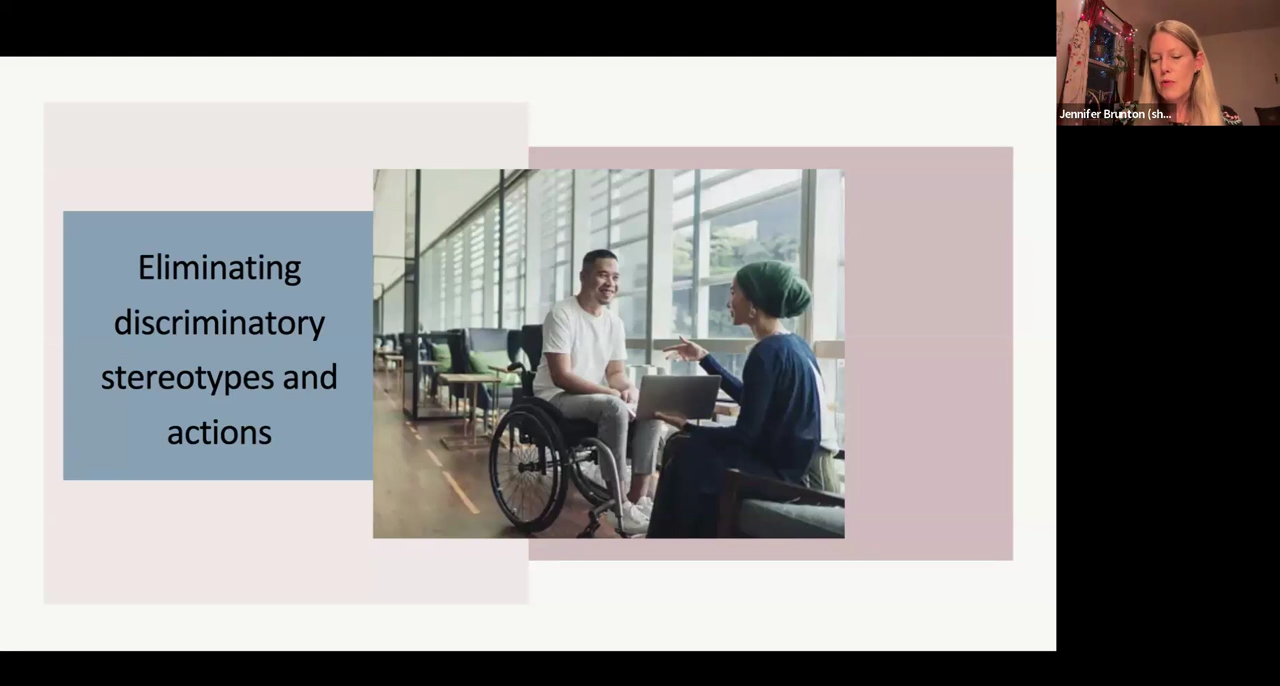 Eliminating
discriminatory
stereotypes and
actions
Jennifer Brunton (sh...